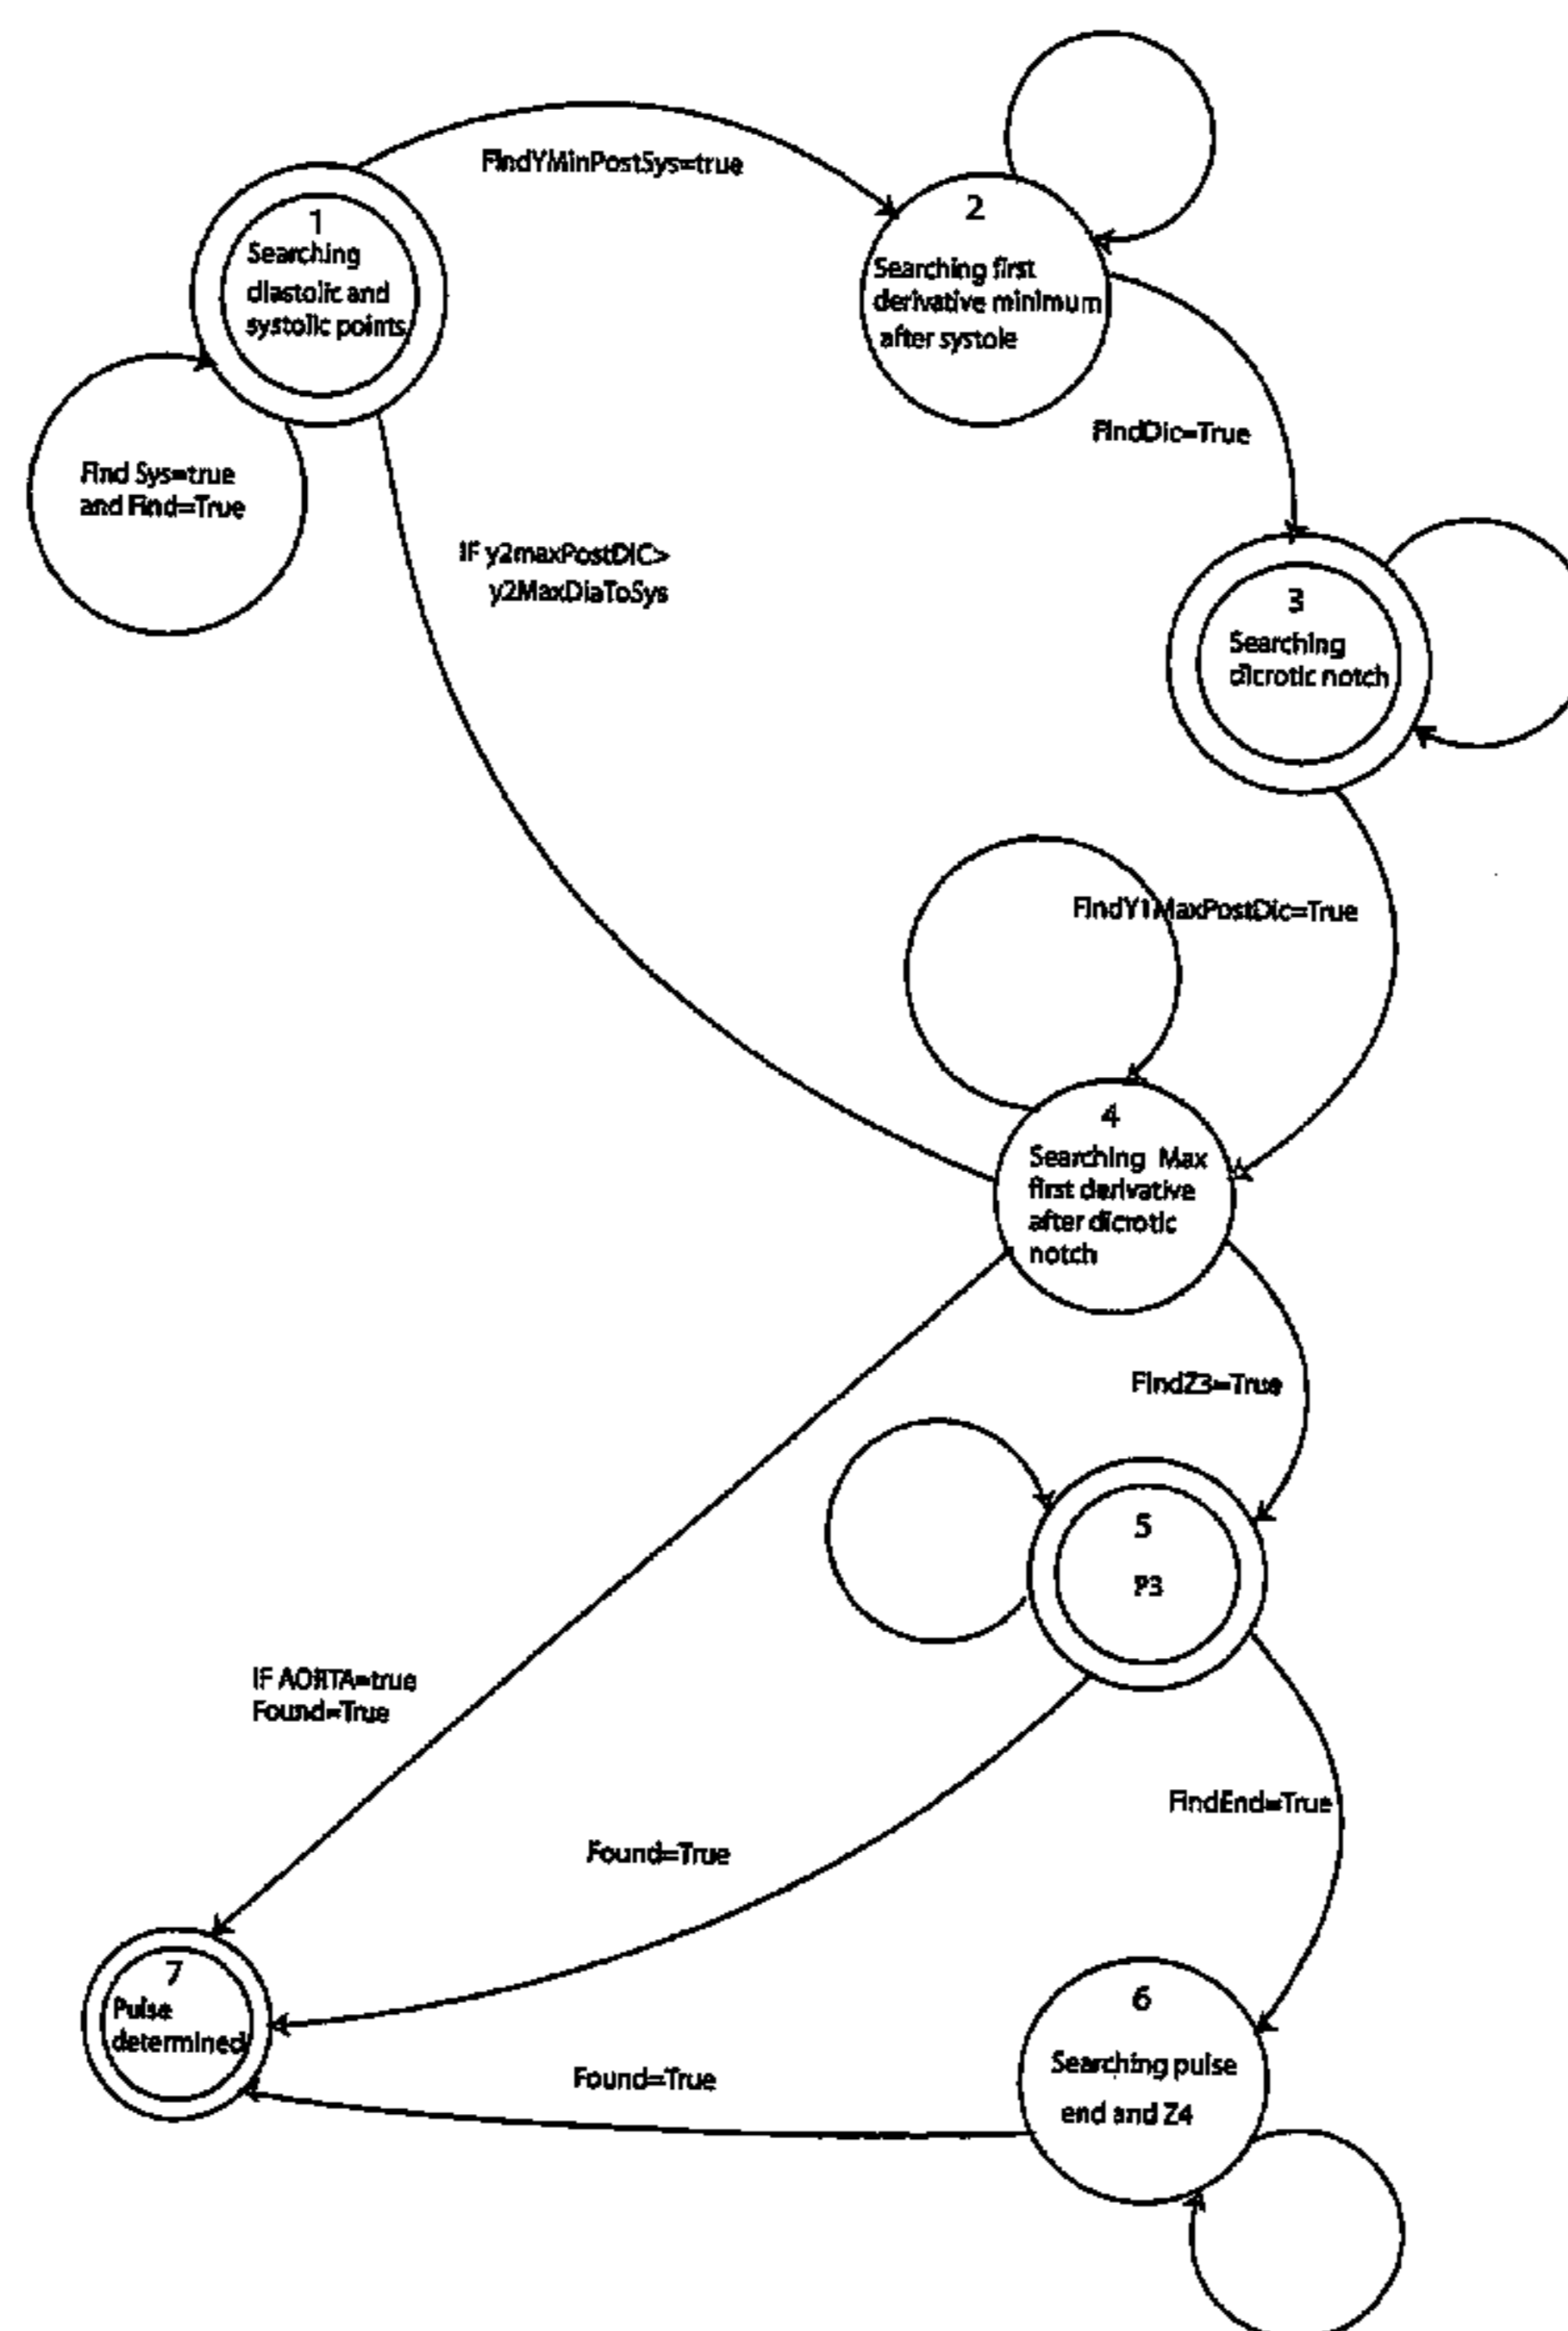 FindYMinPostSys=true
1
Searching
diastolic and
systolic points
2
Searching first
derivative minimum
after systole
FindDic=True
Find Sys=true
and Find=True
IF y2maxPostDIC>
y2MaxDiaToSys
3
Searching
dicrotic notch
FindY1MaxPostDic=True
4
Searching Max
first derivative
after dicrotic
notch
FindZ3=True
5
P3
IF AORTA=true
Found=True
FindEnd=True
Found=True
7
Pulse
determined
6
Searching pulse
end and Z4
Found=True